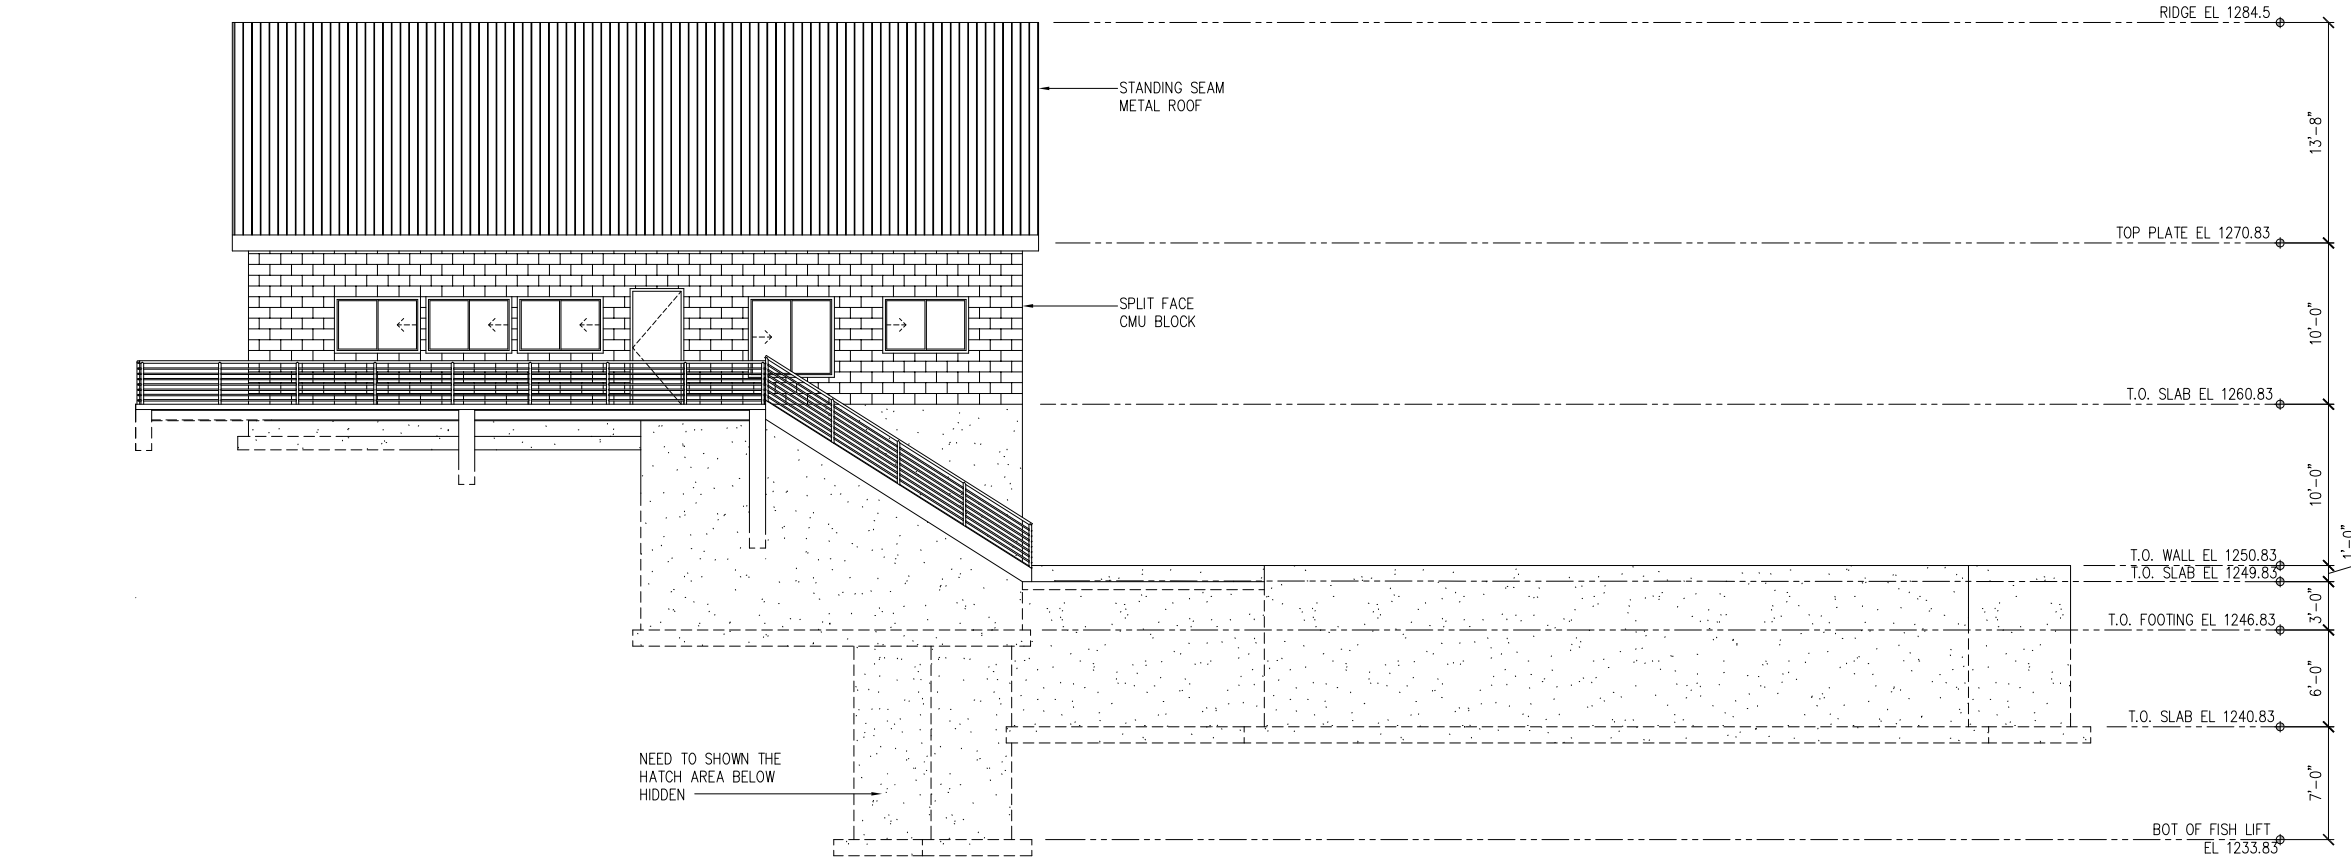 RIDGE EL 1284.5
STANDING SEAM
METAL ROOF
13'-8"
TOP PLATE EL 1270.83
SPLIT FACE
CMU BLOCK
10'-0"
T.O. SLAB EL 1260.83
10'-0"
1'-0"
T.O. WALL EL 1250.83
T.O. SLAB EL 1249.83
3'-0"
T.O. FOOTING EL 1246.83
6'-0"
T.O. SLAB EL 1240.83
NEED TO SHOWN THE
HATCH AREA BELOW
HIDDEN
7'-0"
BOT OF FISH LIFT
EL 1233.83